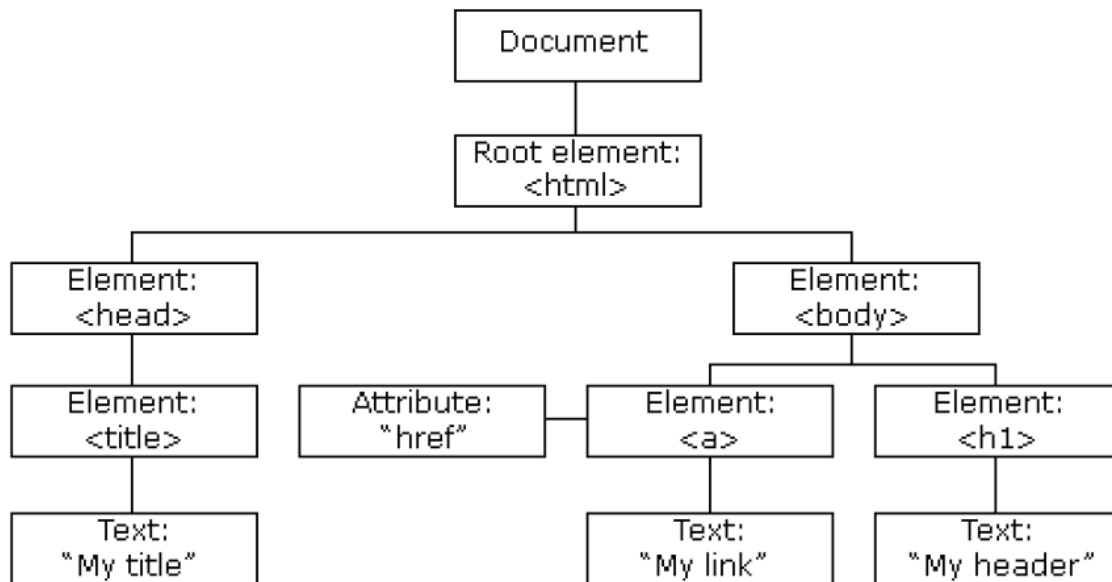 Document
Root element:
<html>
Element:
<head>
Element:
<body>
Element:
<title>
Attribute:
“href”
Element:
<a>
Element:
<h1>
Text:
“My title”
Text:
“My link”
Text:
“My header”